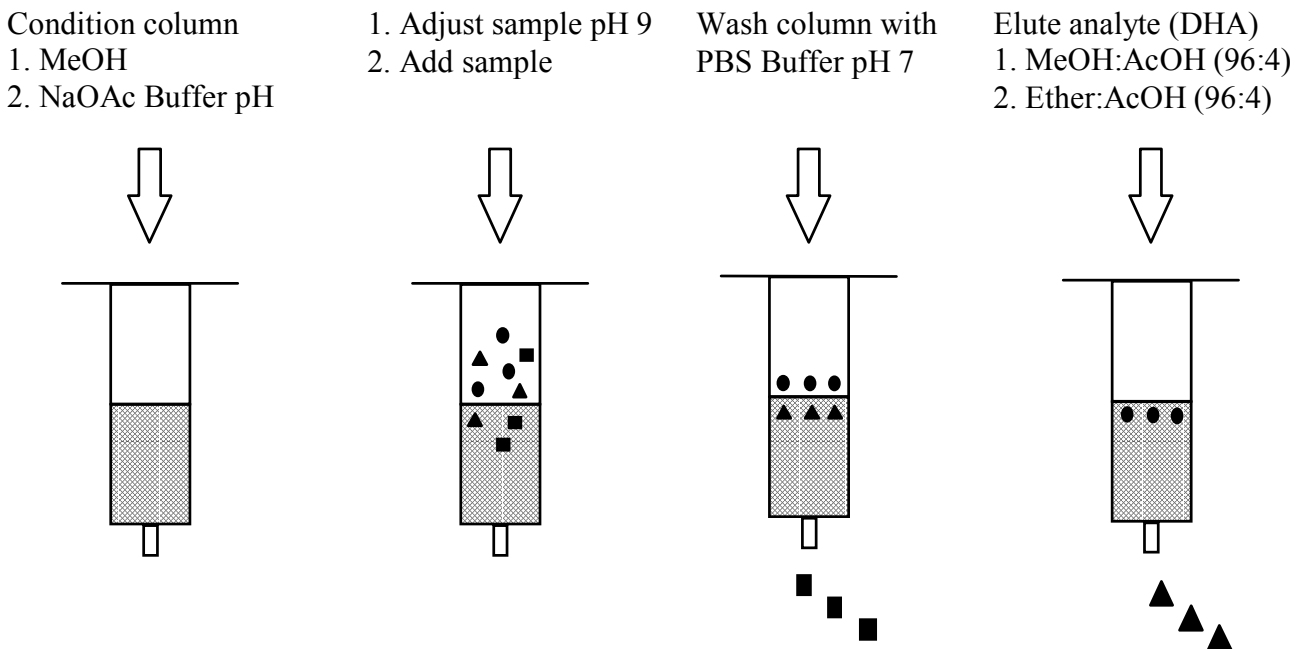 Condition column
1. MeOH
2. NaOAc Buffer pH
1. Adjust sample pH 9
2. Add sample
Wash column with
PBS Buffer pH 7
Elute analyte (DHA)
1. MeOH:AcOH (96:4)
2. Ether:AcOH (96:4)